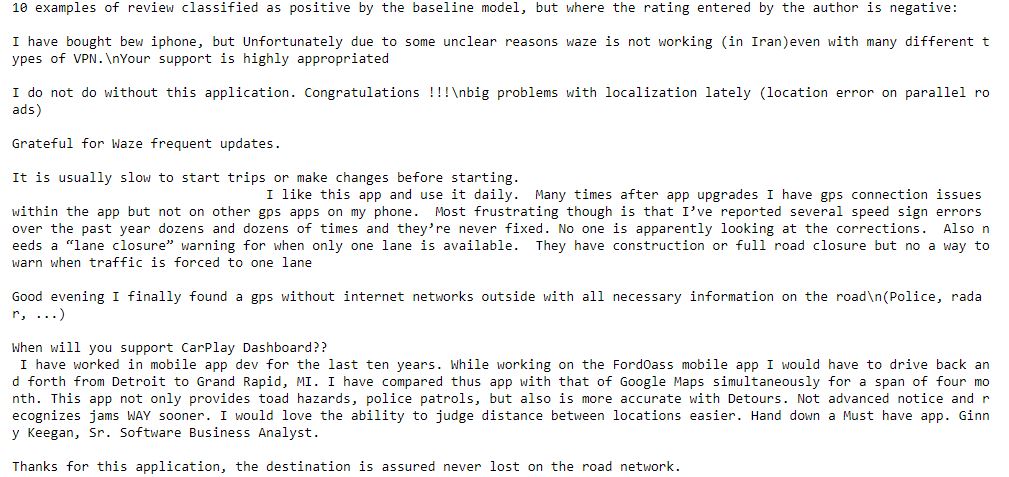 10 examples of review classified as positive by the baseline model, but where the rating entered by the author is negative:
I have bought bew iphone, but Unfortunately due to some unclear reasons waze is not working (in Iran)even with many different t
ypes of VPN.\nYour support is highly appropriated
I do not do without this application. Congratulations !!!\nbig problems with localization lately (location error on parallel ro
ads)
Grateful for Waze frequent updates.
It is usually slow to start trips or make changes before starting.
I like this app and use it daily.  Many times after app upgrades I have gps connection issues
within the app but not on other gps apps on my phone.  Most frustrating though is that I’ve reported several speed sign errors
over the past year dozens and dozens of times and they’re never fixed. No one is apparently looking at the corrections.  Also n
eeds a “lane closure” warning for when only one lane is available.  They have construction or full road closure but no a way to
warn when traffic is forced to one lane
Good evening I finally found a gps without internet networks outside with all necessary information on the road\n(Police, rada
r, ...)
When will you support CarPlay Dashboard??
I have worked in mobile app dev for the last ten years. While working on the FordOass mobile app I would have to drive back an
d forth from Detroit to Grand Rapid, MI. I have compared thus app with that of Google Maps simultaneously for a span of four mo
nth. This app not only provides toad hazards, police patrols, but also is more accurate with Detours. Not advanced notice and r
ecognizes jams WAY sooner. I would love the ability to judge distance between locations easier. Hand down a Must have app. Ginn
y Keegan, Sr. Software Business Analyst.
Thanks for this application, the destination is assured never lost on the road network.